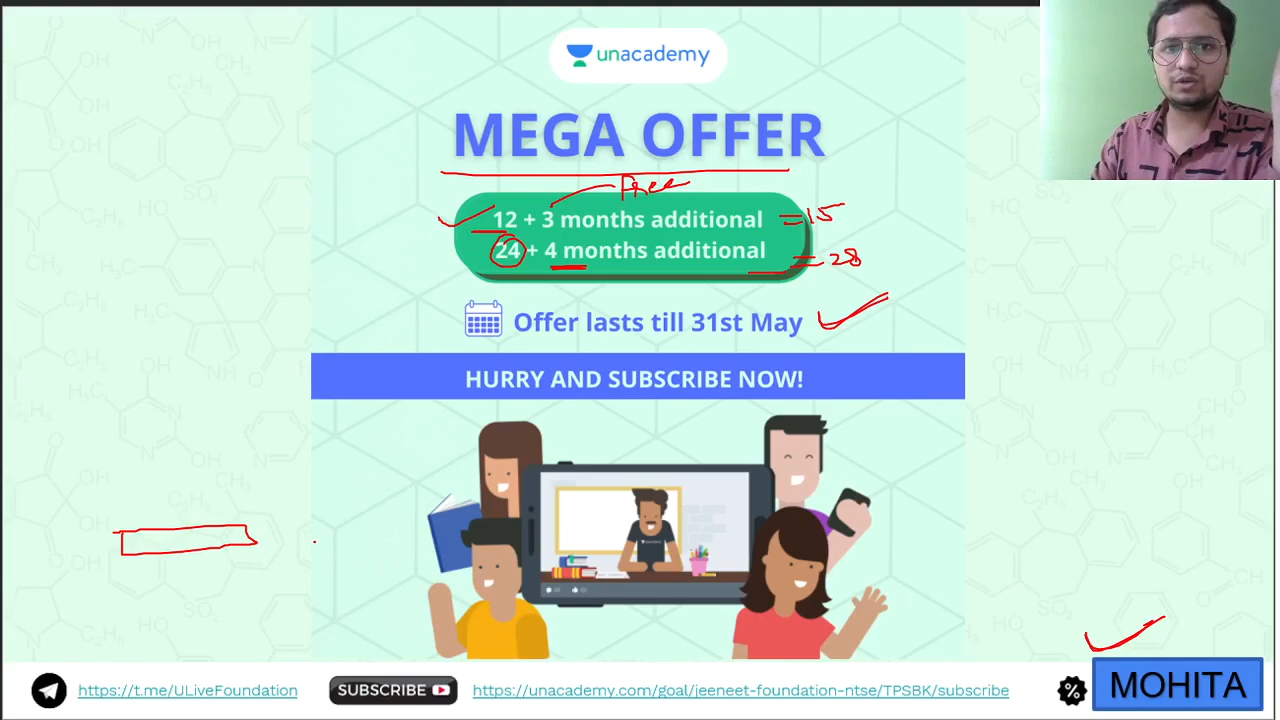 unacademy
MEGA OFFER
Free
12 + 3 months additional =15
24 + 4 months additional =28
Offer lasts till 31st May
HURRY AND SUBSCRIBE NOW!
https://t.me/ULiveFoundation
SUBSCRIBE
https://unacademy.com/goal/jeeneet-foundation-ntse/TPSBK/subscribe
% MOHITA